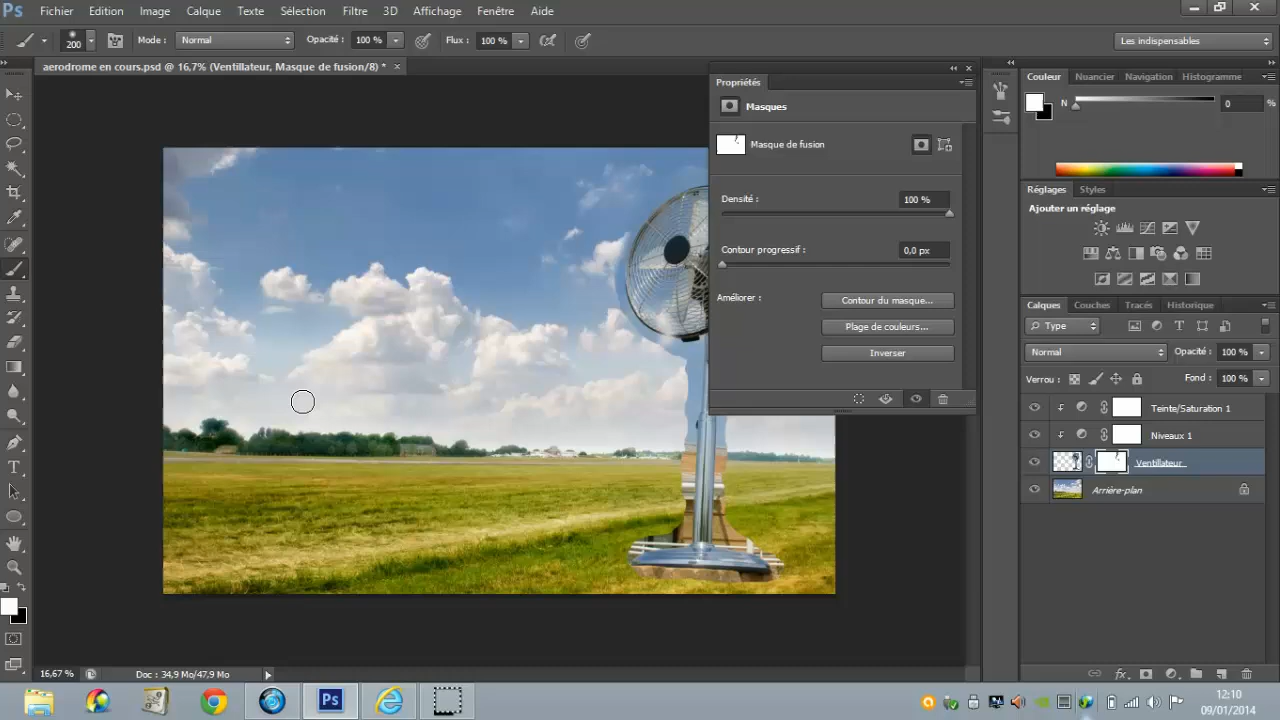 Ps Fichier Edition Image Calque Texte Sélection Filtre 3D Affichage Fenêtre Aide
200 Mode : Normal Opacité : 100 % Flux : 100 % Les indispensables
aerodrome en cours.psd @ 16,7% (Ventillateur, Masque de fusion/8) *
Propriétés
Masques
Masque de fusion
Densité : 100 %
Contour progressif : 0,0 px
Améliorer : Contour du masque...
Plage de couleurs...
Inverser
Couleur Nuancier Navigation Histogramme
N 0 %
Réglages Styles
Ajouter un réglage
Calques Couches Tracés Historique
Type
Normal Opacité : 100 %
Verrou : Fond : 100 %
Teinte/Saturation 1
Niveaux 1
Ventillateur
Arrière-plan
fx
16,67 % Doc : 34,9 Mo/47,9 Mo
Ps
12:10
09/01/2014